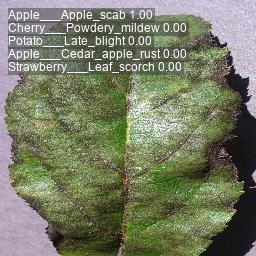 Apple___Apple_scab 1.00
Cherry___Powdery_mildew 0.00
Potato___Late_blight 0.00
Apple___Cedar_apple_rust 0.00
Strawberry___Leaf_scorch 0.00